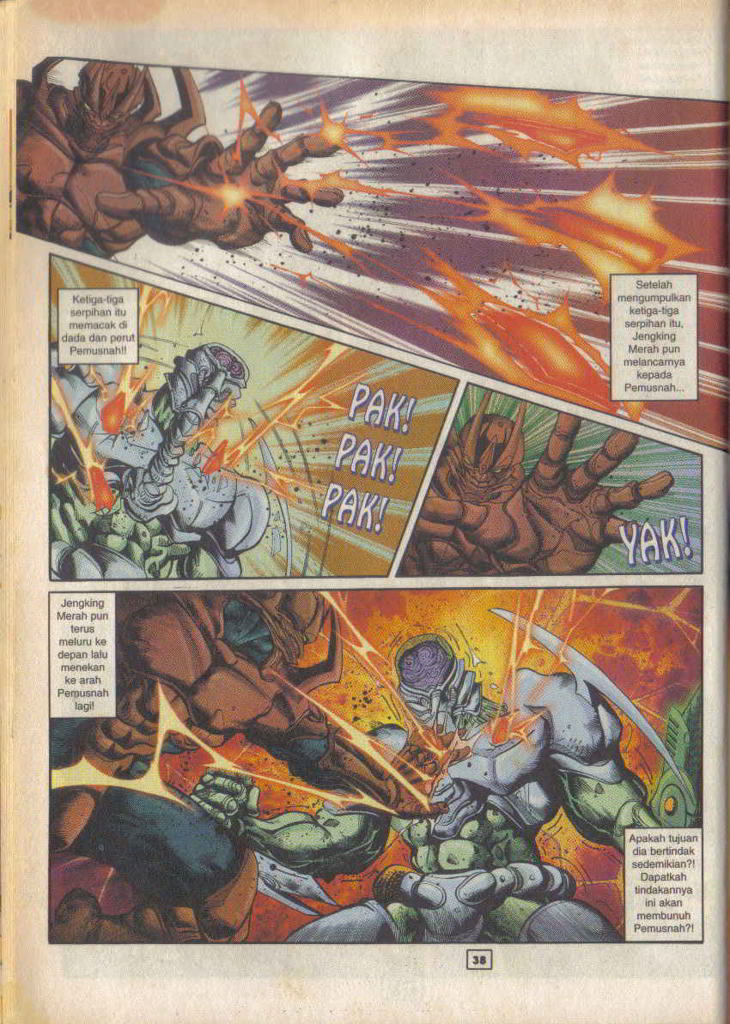 Setelah
mengumpulkan
ketiga-tiga
serpihan itu,
Jengking
Merah pun
melancarnya
kepada
Pemusnah...
Ketiga-tiga
serpihan itu
memacak di
dada dan perut
Pemusnah!!
PAK!
PAK!
PAK!
YAK!
Jengking
Merah pun
terus
meluru ke
depan lalu
menekan
ke arah
Pemusnah
lagi!
Apakah tujuan
dia bertindak
sedemikian?!
Dapatkah
tindakannya
ini akan
membunuh
Pemusnah?!
38